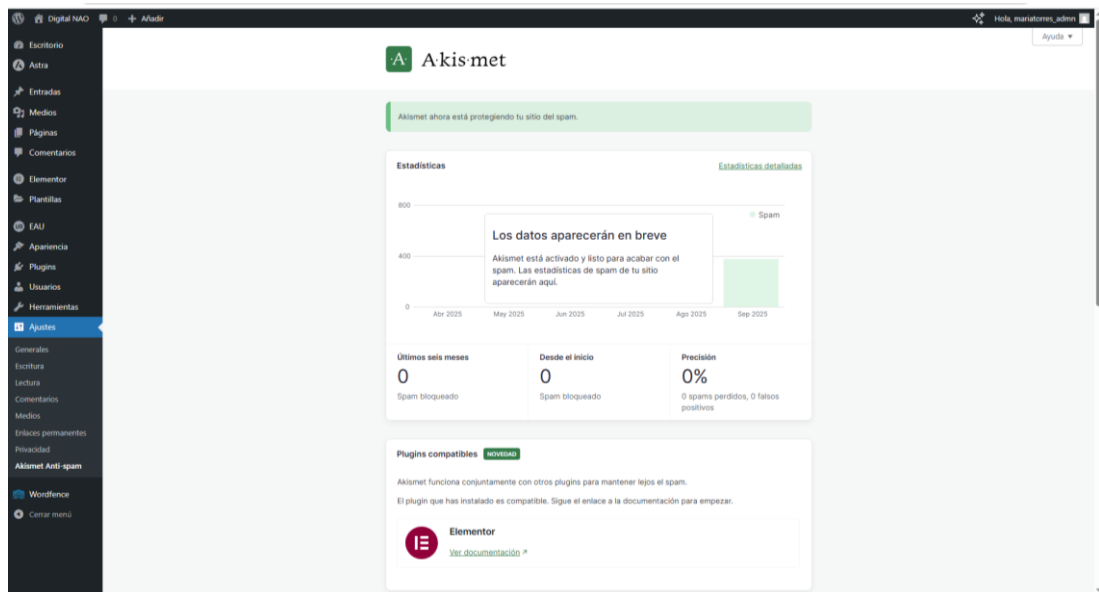 Digital NAO 0 + Añadir Hola, mariatorres_admn
Ayuda
Escritorio
Astra
Entradas
Medios
Páginas
Comentarios
Elementor
Plantillas
EAU
Apariencia
Plugins
Usuarios
Herramientas
Ajustes
Generales
Escritura
Lectura
Comentarios
Medios
Enlaces permanentes
Privacidad
Akismet Anti-spam
Wordfence
Cerrar menú
A A·kis·met
Akismet ahora está protegiendo tu sitio del spam.
Estadísticas Estadísticas detalladas
800
Spam
400
0
Los datos aparecerán en breve
Akismet está activado y listo para acabar con el
spam. Las estadísticas de spam de tu sitio
aparecerán aquí.
Abr 2025 May 2025 Jun 2025 Jul 2025 Ago 2025 Sep 2025
Últimos seis meses Desde el inicio Precisión
0 0 0%
Spam bloqueado Spam bloqueado 0 spams perdidos, 0 falsos
positivos
Plugins compatibles NOVEDAD
Akismet funciona conjuntamente con otros plugins para mantener lejos el spam.
El plugin que has instalado es compatible. Sigue el enlace a la documentación para empezar.
Elementor
Ver documentación